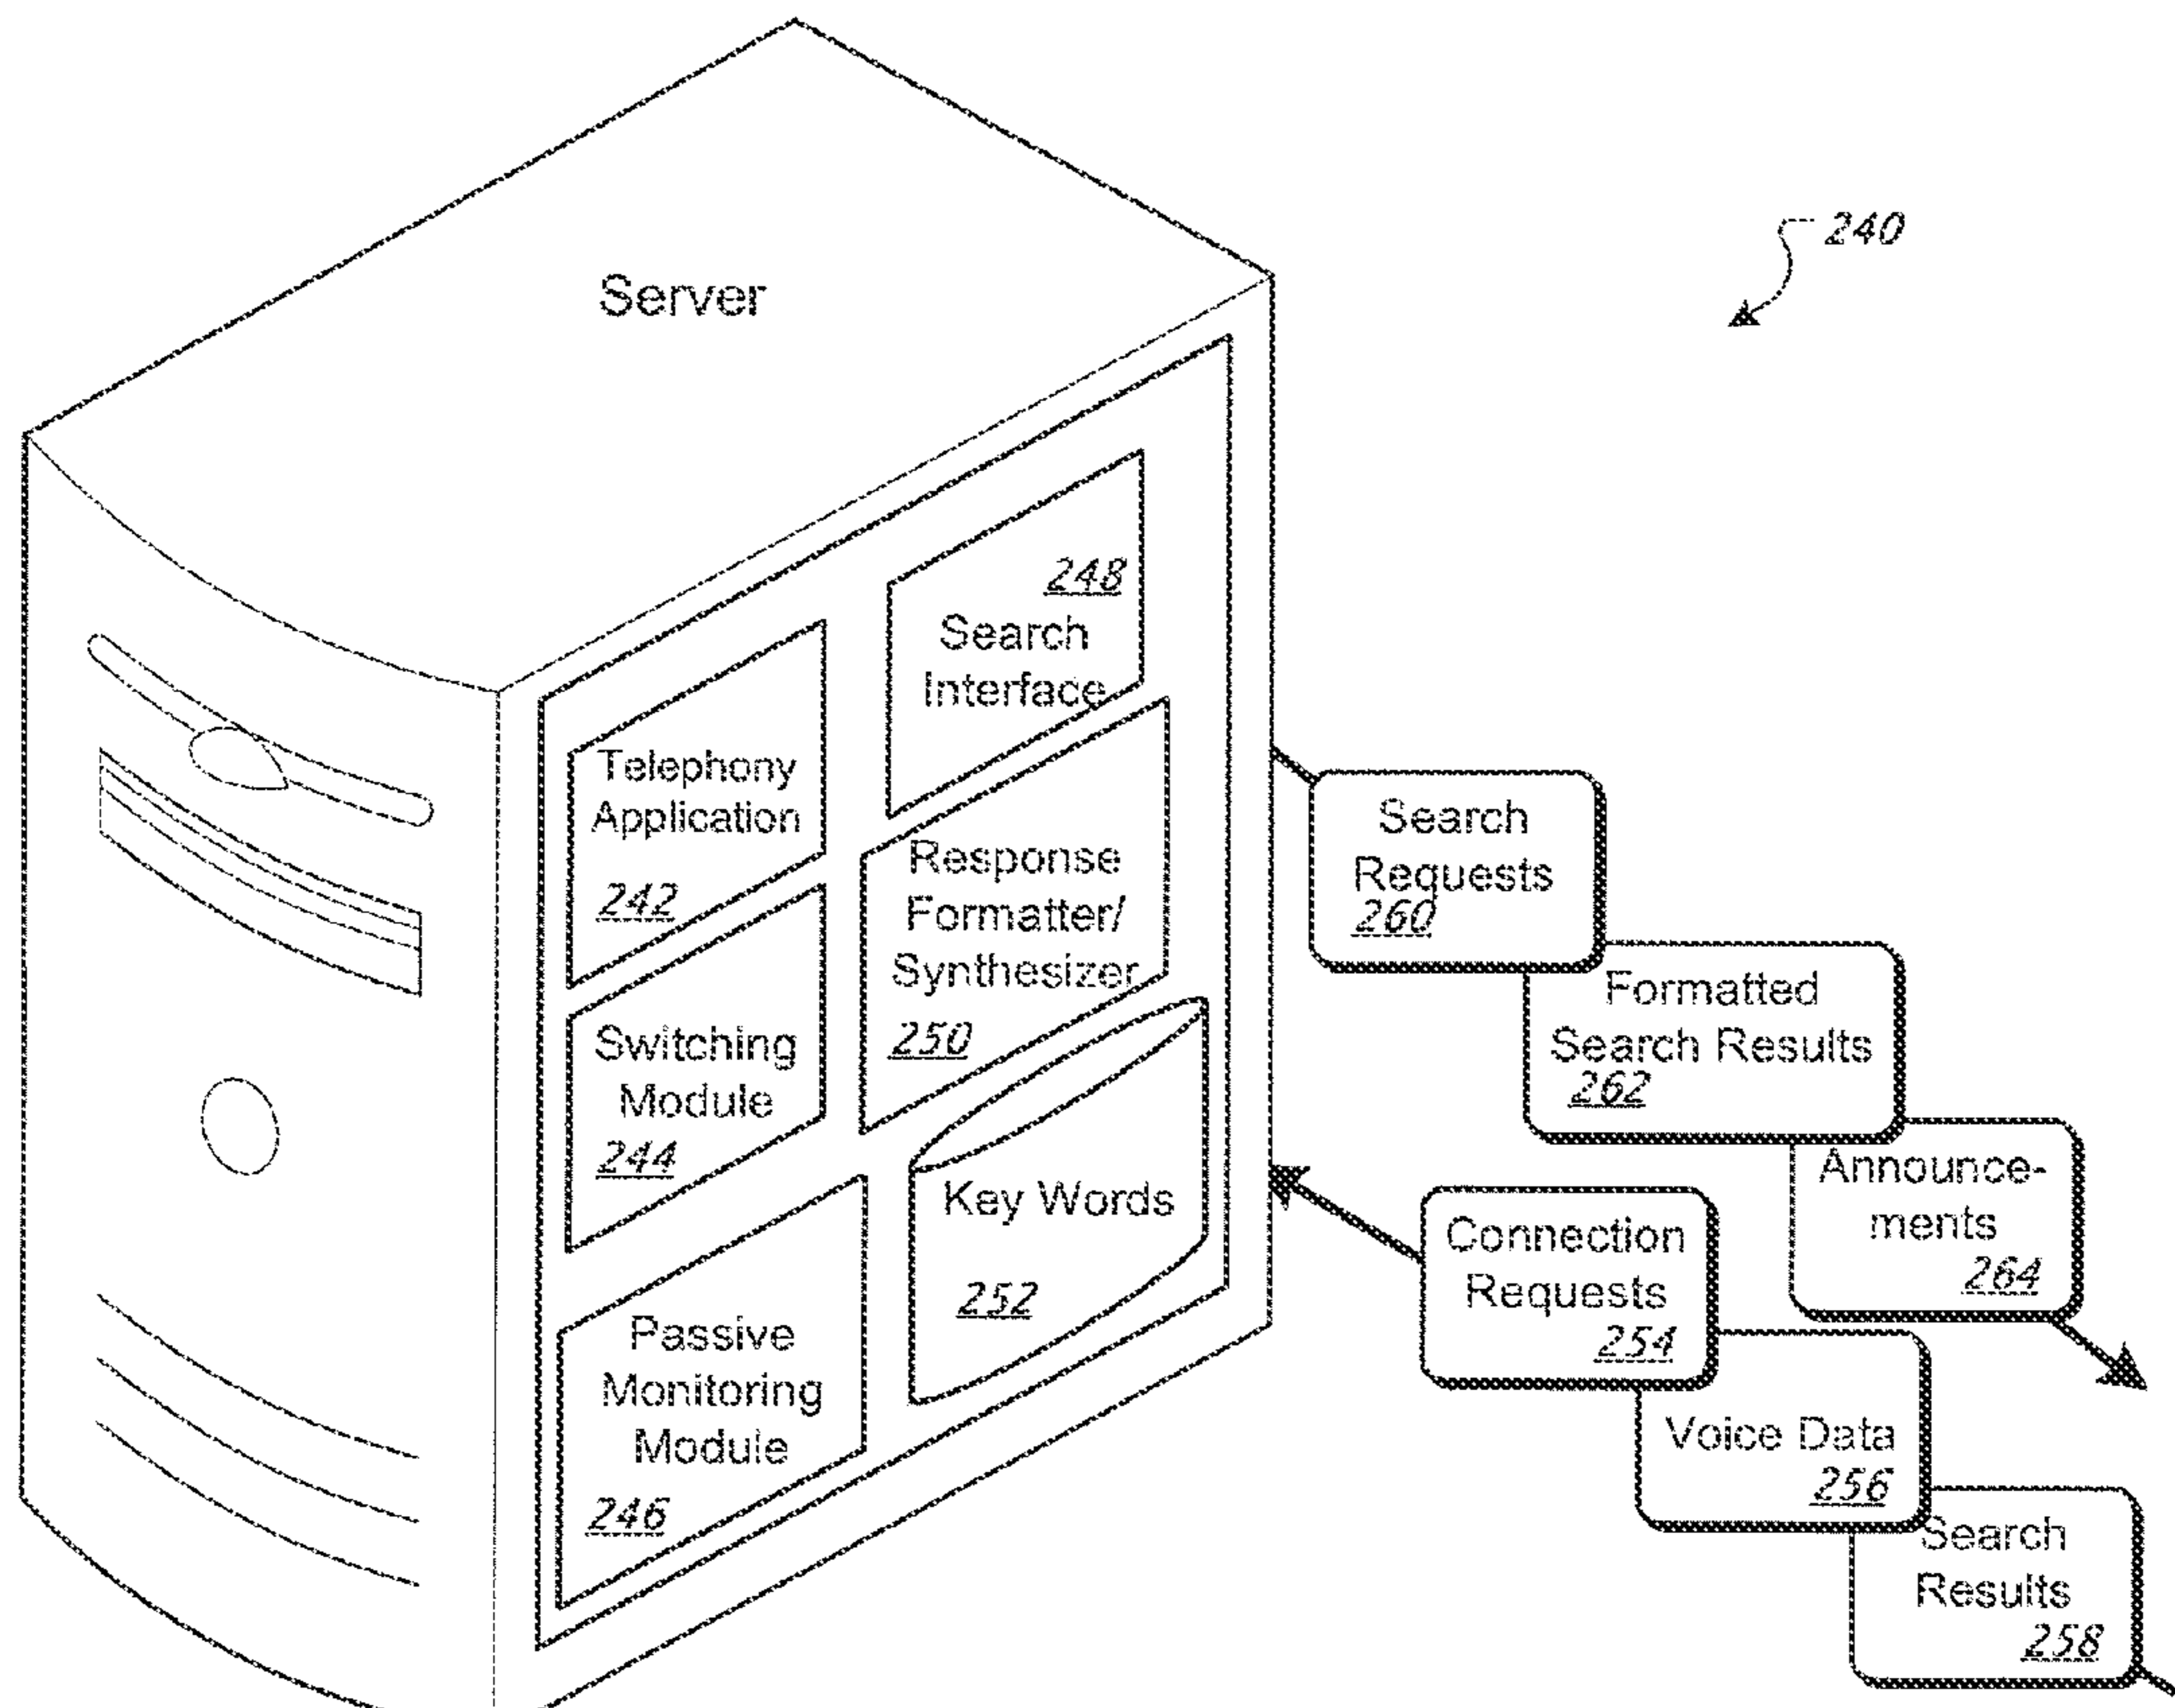 Server
240
248
Search
Interface
Telephony
Application
242
Response
Formatter/
Synthesizer
250
Switching
Module
244
Key Words
252
Passive
Monitoring
Module
246
Search
Requests
260
Formatted
Search Results
262
Announce-
ments
264
Connection
Requests
254
Voice Data
256
Search
Results
258